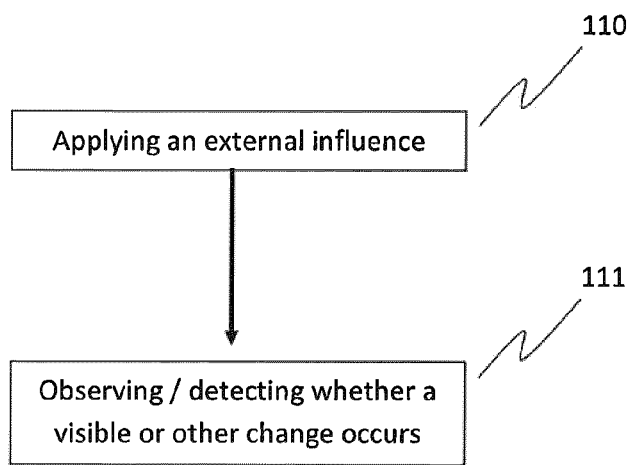 110
Applying an external influence
111
Observing / detecting whether a
visible or other change occurs